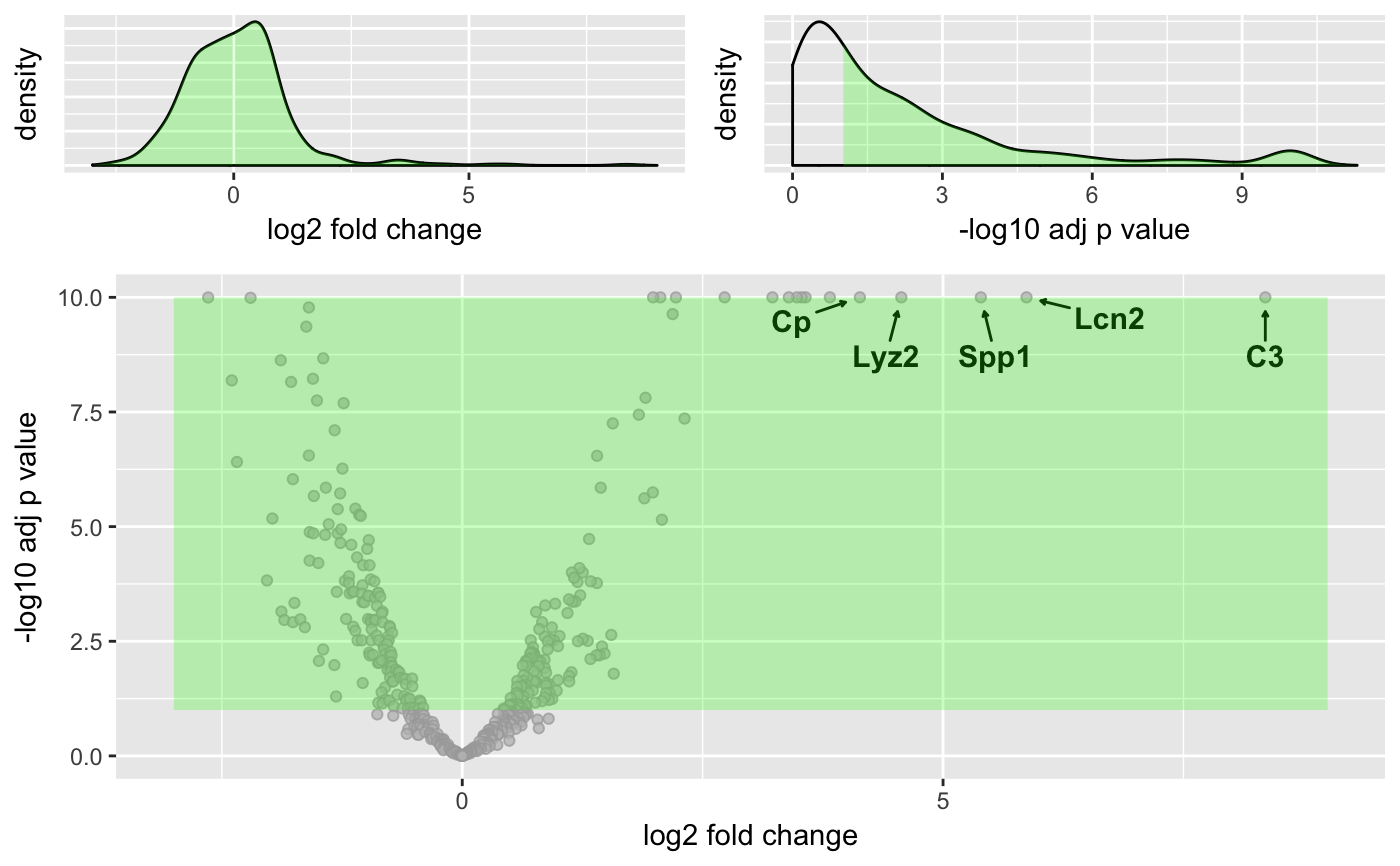 density
0
5
log2 fold change
density
0
3
6
9
-log10 adj p value
-log10 adj p value
10.0
7.5
5.0
2.5
0.0
Cp
Lyz2
Spp1
Lcn2
C3
0
5
log2 fold change